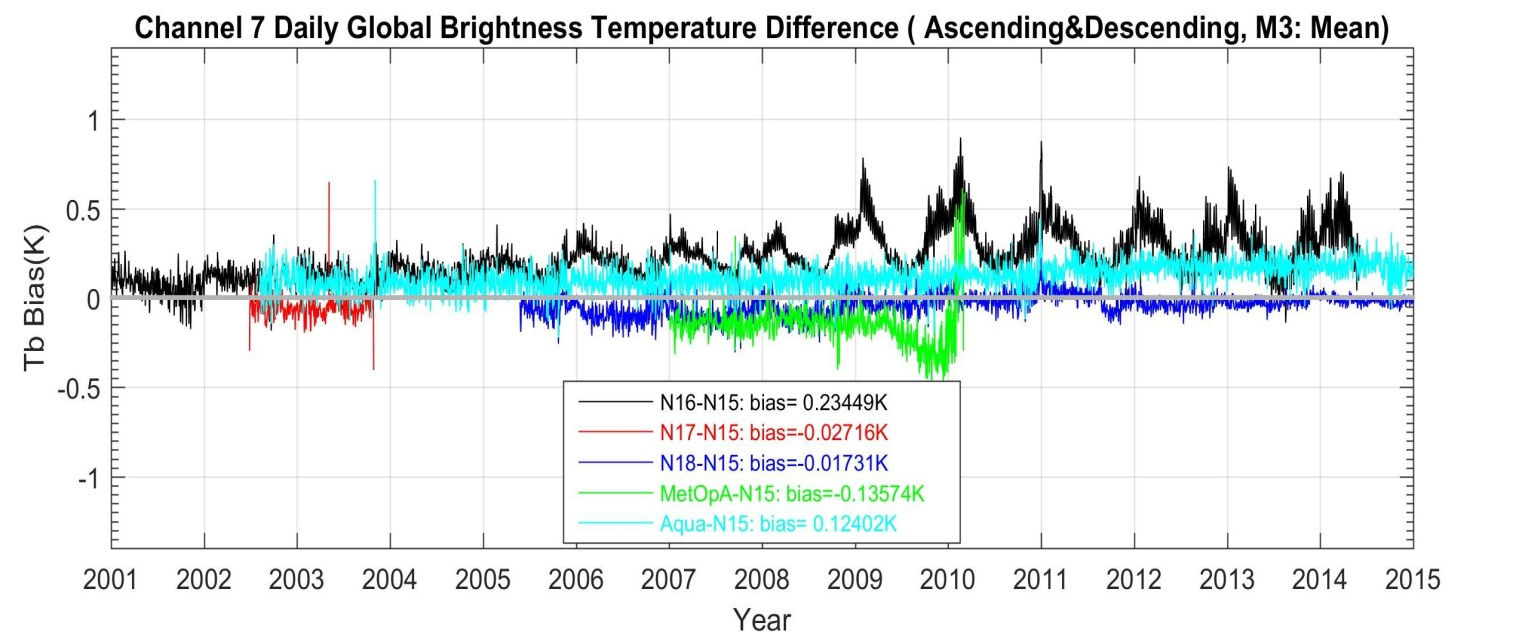 Channel 7 Daily Global Brightness Temperature Difference ( Ascending&Descending, M3: Mean)
1
0.5
0
-0.5
-1
Tb Bias(K)
N16-N15: bias= 0.23449K
N17-N15: bias=-0.02716K
N18-N15: bias=-0.01731K
MetOpA-N15: bias=-0.13574K
Aqua-N15: bias= 0.12402K
2001 2002 2003 2004 2005 2006 2007 2008 2009 2010 2011 2012 2013 2014 2015
Year